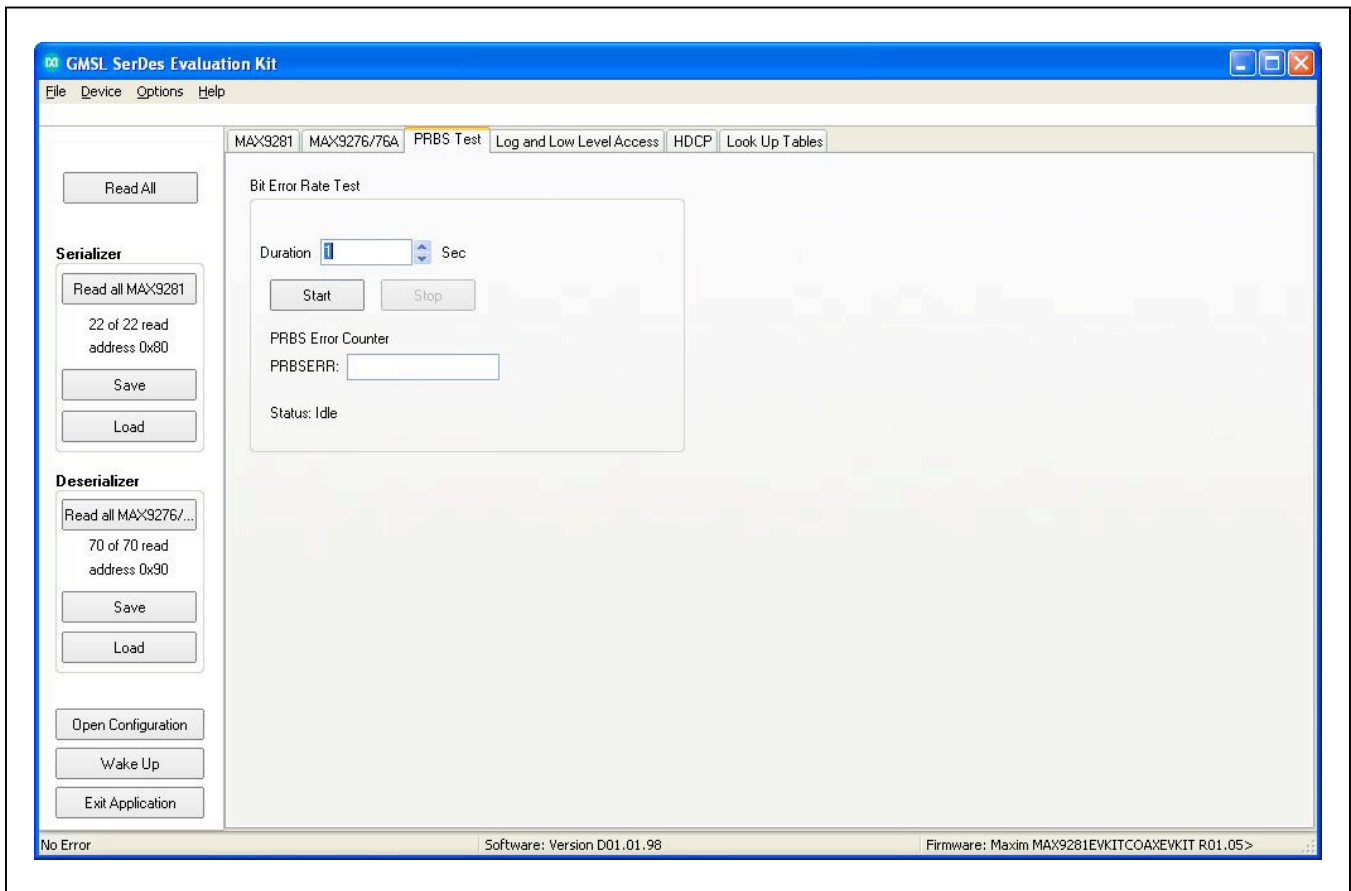 GMSL SerDes Evaluation Kit
File Device Options Help
MAX9281 MAX9276/76A PRBS Test Log and Low Level Access HDCP Look Up Tables
Read All
Serializer
Read all MAX9281
22 of 22 read
address 0x80
Save
Load
Deserializer
Read all MAX9276/...
70 of 70 read
address 0x90
Save
Load
Open Configuration
Wake Up
Exit Application
Bit Error Rate Test
Duration 1 Sec
Start Stop
PRBS Error Counter
PRBSERR:
Status: Idle
No Error Software: Version D01.01.98 Firmware: Maxim MAX9281EVKITCOAXEVKIT R01.05>